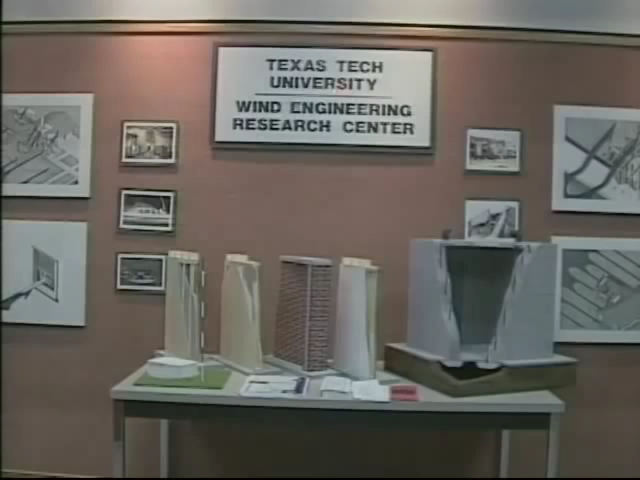 TEXAS TECH
UNIVERSITY
WIND ENGINEERING
RESEARCH CENTER